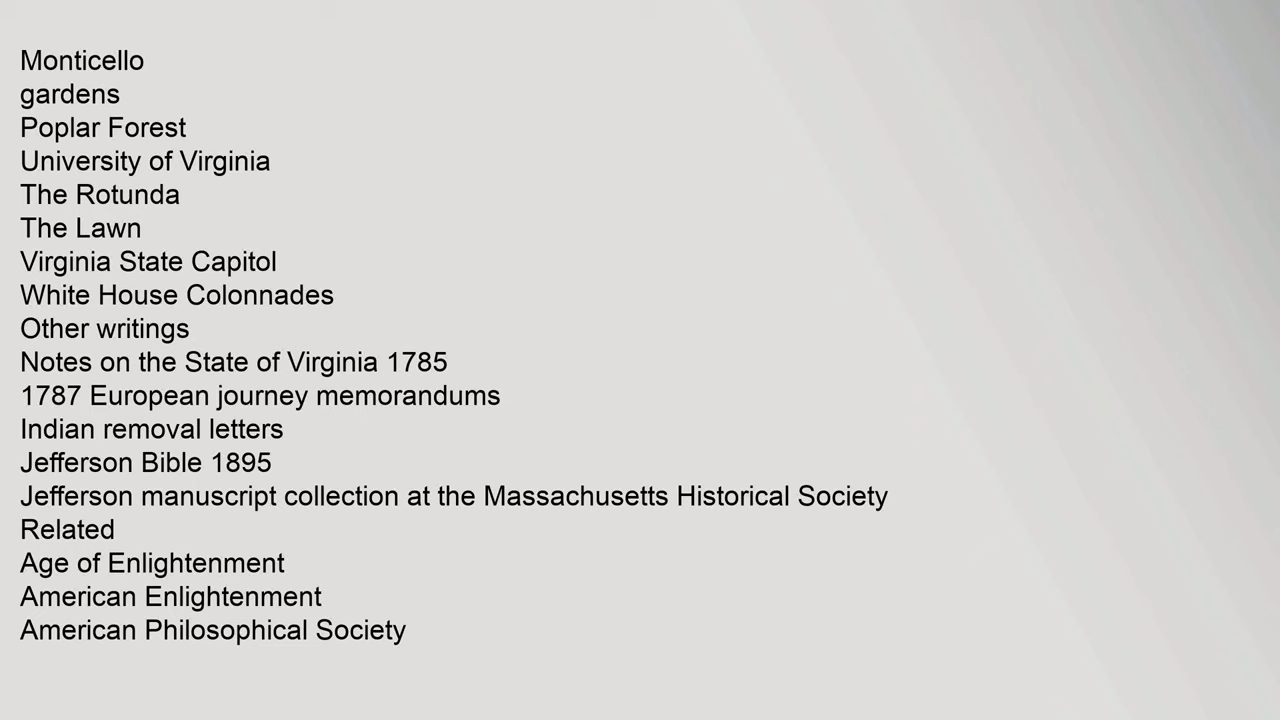 Monticello
gardens
Poplar Forest
University of Virginia
The Rotunda
The Lawn
Virginia State Capitol
White House Colonnades
Other writings
Notes on the State of Virginia 1785
1787 European journey memorandums
Indian removal letters
Jefferson Bible 1895
Jefferson manuscript collection at the Massachusetts Historical Society
Related
Age of Enlightenment
American Enlightenment
American Philosophical Society